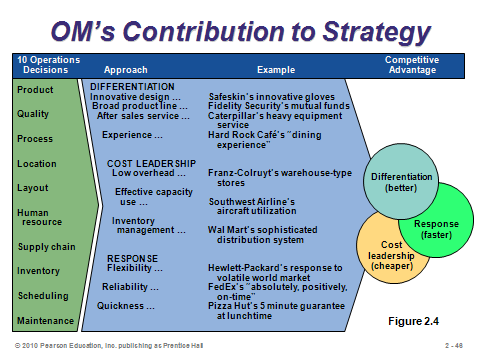 OM's Contribution to Strategy
10 Operations
Decisions
Approach
Example
Competitive
Advantage
Product
Quality
Process
Location
Layout
Human
resource
Supply chain
Inventory
Scheduling
Maintenance
DIFFERENTIATION
Innovative design … Safeskin's innovative gloves
Broad product line … Fidelity Security's mutual funds
After sales service … Caterpillar's heavy equipment
service
Experience … Hard Rock Café's "dining
experience"
COST LEADERSHIP
Low overhead … Franz-Colruyt's warehouse-type
stores
Effective capacity
use … Southwest Airline's
aircraft utilization
Inventory
management … Wal Mart's sophisticated
distribution system
RESPONSE
Flexibility … Hewlett-Packard's response to
volatile world market
Reliability … FedEx's "absolutely, positively,
on-time"
Quickness … Pizza Hut's 5 minute guarantee
at lunchtime
Differentiation
(better)
Response
(faster)
Cost
leadership
(cheaper)
Figure 2.4
© 2010 Pearson Education, Inc. publishing as Prentice Hall
2 - 46